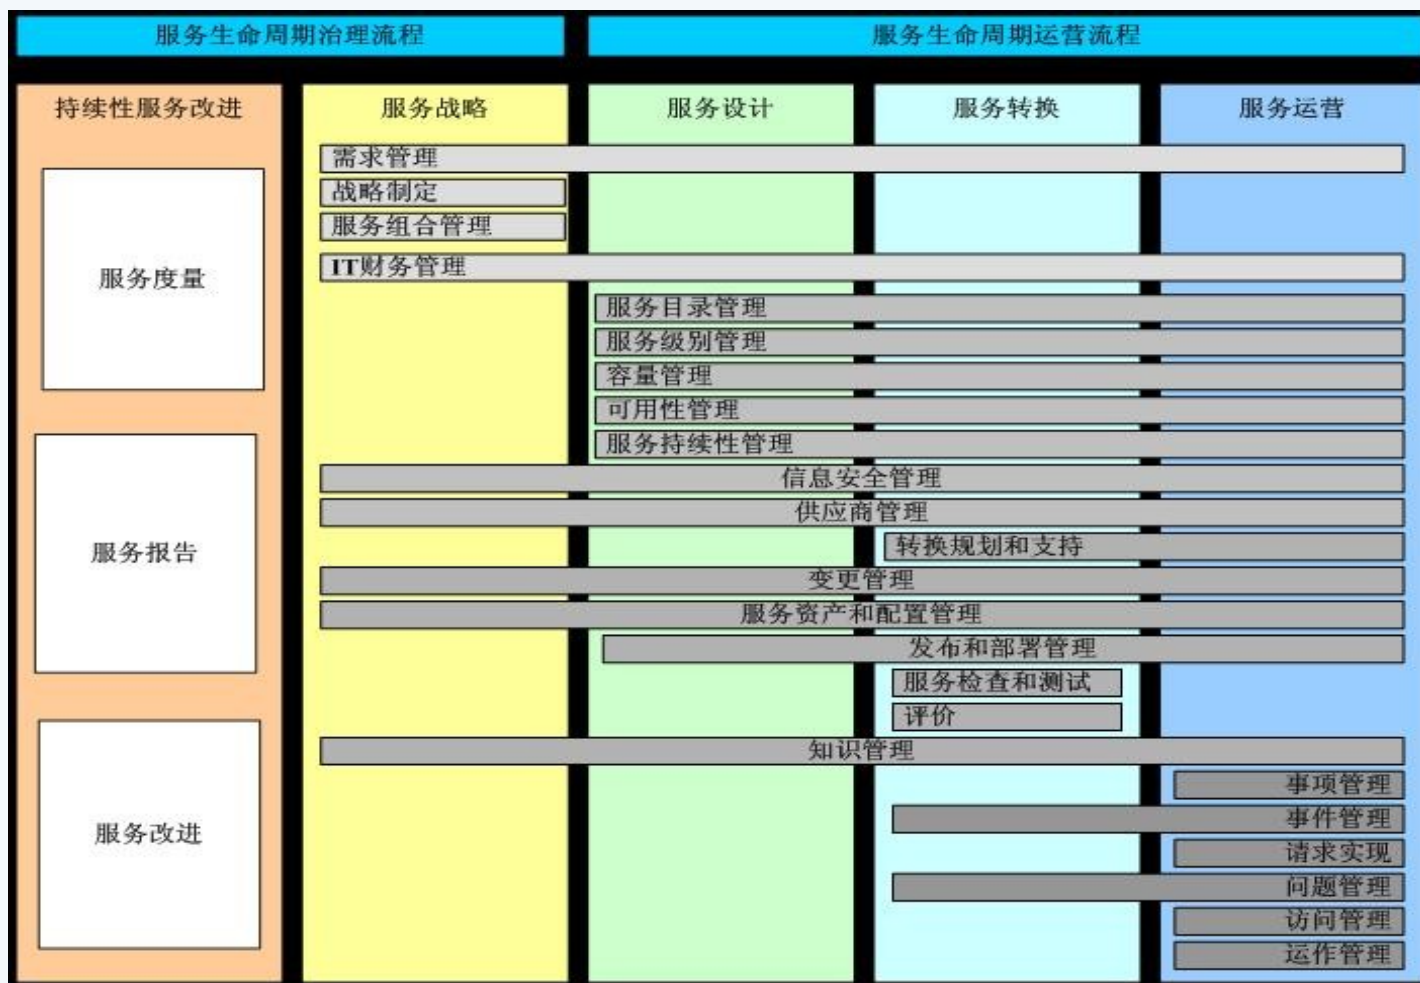 服务生命周期治理流程
服务生命周期运营流程
持续性服务改进
服务战略
服务设计
服务转换
服务运营
需求管理
战略制定
服务组合管理
IT财务管理
服务度量
服务目录管理
服务级别管理
容量管理
可用性管理
服务持续性管理
信息安全管理
供应商管理
转换规划和支持
服务报告
变更管理
服务资产和配置管理
发布和部署管理
服务检查和测试
评价
知识管理
事项管理
事件管理
服务改进
请求实现
问题管理
访问管理
运作管理